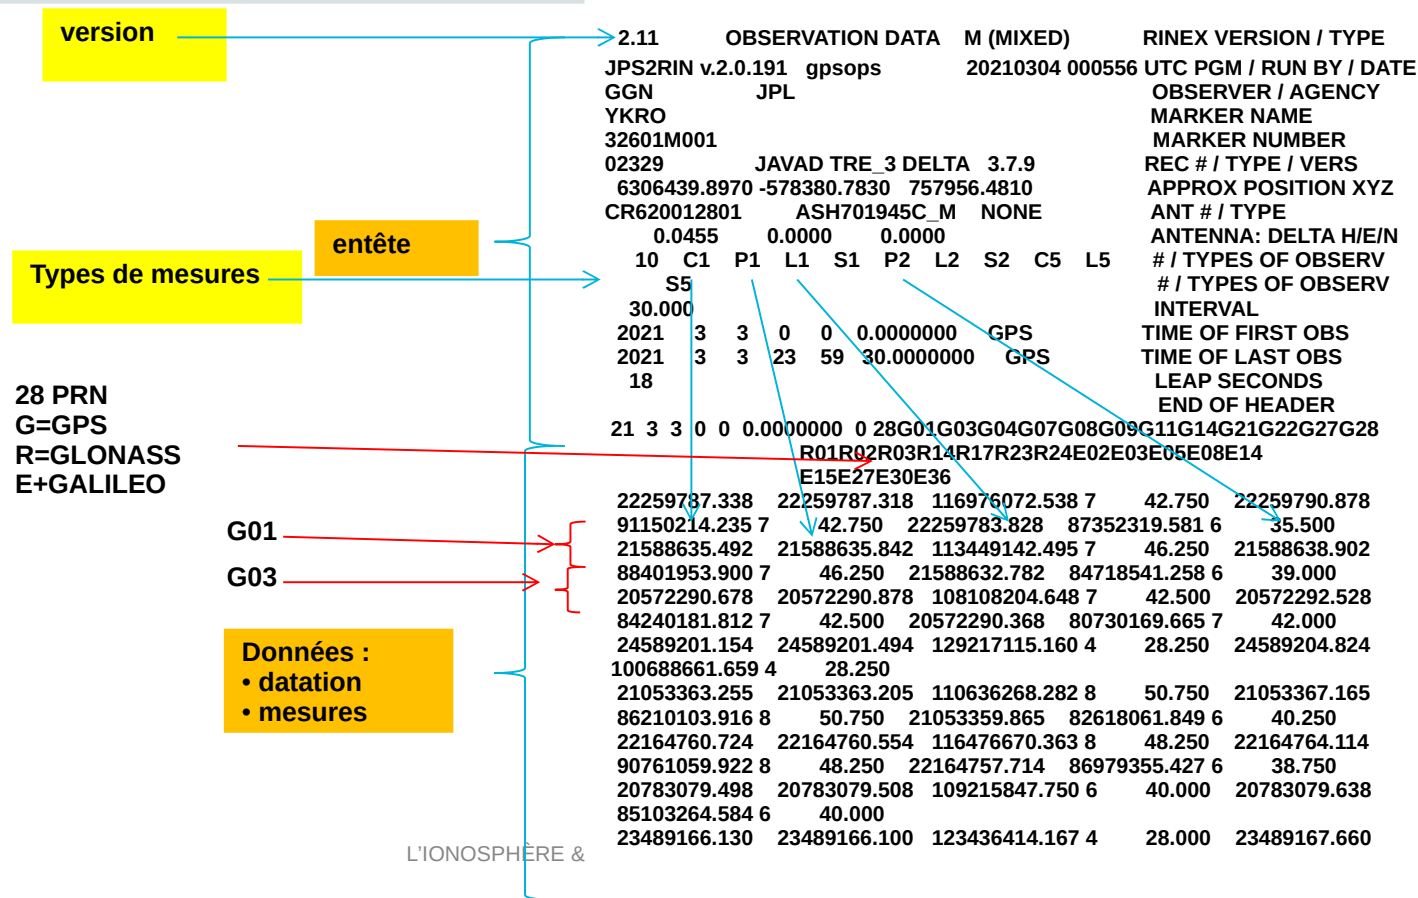 version
entête
Types de mesures
28 PRN
G=GPS
R=GLONASS
E+GALILEO
G01
G03
Données :
• datation
• mesures
L'IONOSPHÈRE &
2.11 OBSERVATION DATA M (MIXED) RINEX VERSION / TYPE
JPS2RIN v.2.0.191 gpsops 20210304 000556 UTC PGM / RUN BY / DATE
GGN JPL OBSERVER / AGENCY
YKRO MARKER NAME
32601M001 MARKER NUMBER
02329 JAVAD TRE_3 DELTA 3.7.9 REC # / TYPE / VERS
6306439.8970 -578380.7830 757956.4810 APPROX POSITION XYZ
CR620012801 ASH701945C_M NONE ANT # / TYPE
0.0455 0.0000 0.0000 ANTENNA: DELTA H/E/N
10 C1 P1 L1 S1 P2 L2 S2 C5 L5 # / TYPES OF OBSERV
S5 # / TYPES OF OBSERV
30.000 INTERVAL
2021 3 3 0 0 0.0000000 GPS TIME OF FIRST OBS
2021 3 3 23 59 30.0000000 GPS TIME OF LAST OBS
18 LEAP SECONDS
END OF HEADER
21 3 3 0 0 0.0000000 0 28G01G03G04G07G08G09G11G14G21G22G27G28
R01R02R03R14R17R23R24E02E03E05E08E14
E15E27E30E36
22259787.338 22259787.318 116976072.538 7 42.750 22259790.878
91150214.235 7 42.750 22259783.828 87352319.581 6 35.500
21588635.492 21588635.842 113449142.495 7 46.250 21588638.902
88401953.900 7 46.250 21588632.782 84718541.258 6 39.000
20572290.678 20572290.878 108108204.648 7 42.500 20572292.528
84240181.812 7 42.500 20572290.368 80730169.665 7 42.000
24589201.154 24589201.494 129217115.160 4 28.250 24589204.824
100688661.659 4 28.250
21053363.255 21053363.205 110636268.282 8 50.750 21053367.165
86210103.916 8 50.750 21053359.865 82618061.849 6 40.250
22164760.724 22164760.554 116476670.363 8 48.250 22164764.114
90761059.922 8 48.250 22164757.714 86979355.427 6 38.750
20783079.498 20783079.508 109215847.750 6 40.000 20783079.638
85103264.584 6 40.000
23489166.130 23489166.100 123436414.167 4 28.000 23489167.660